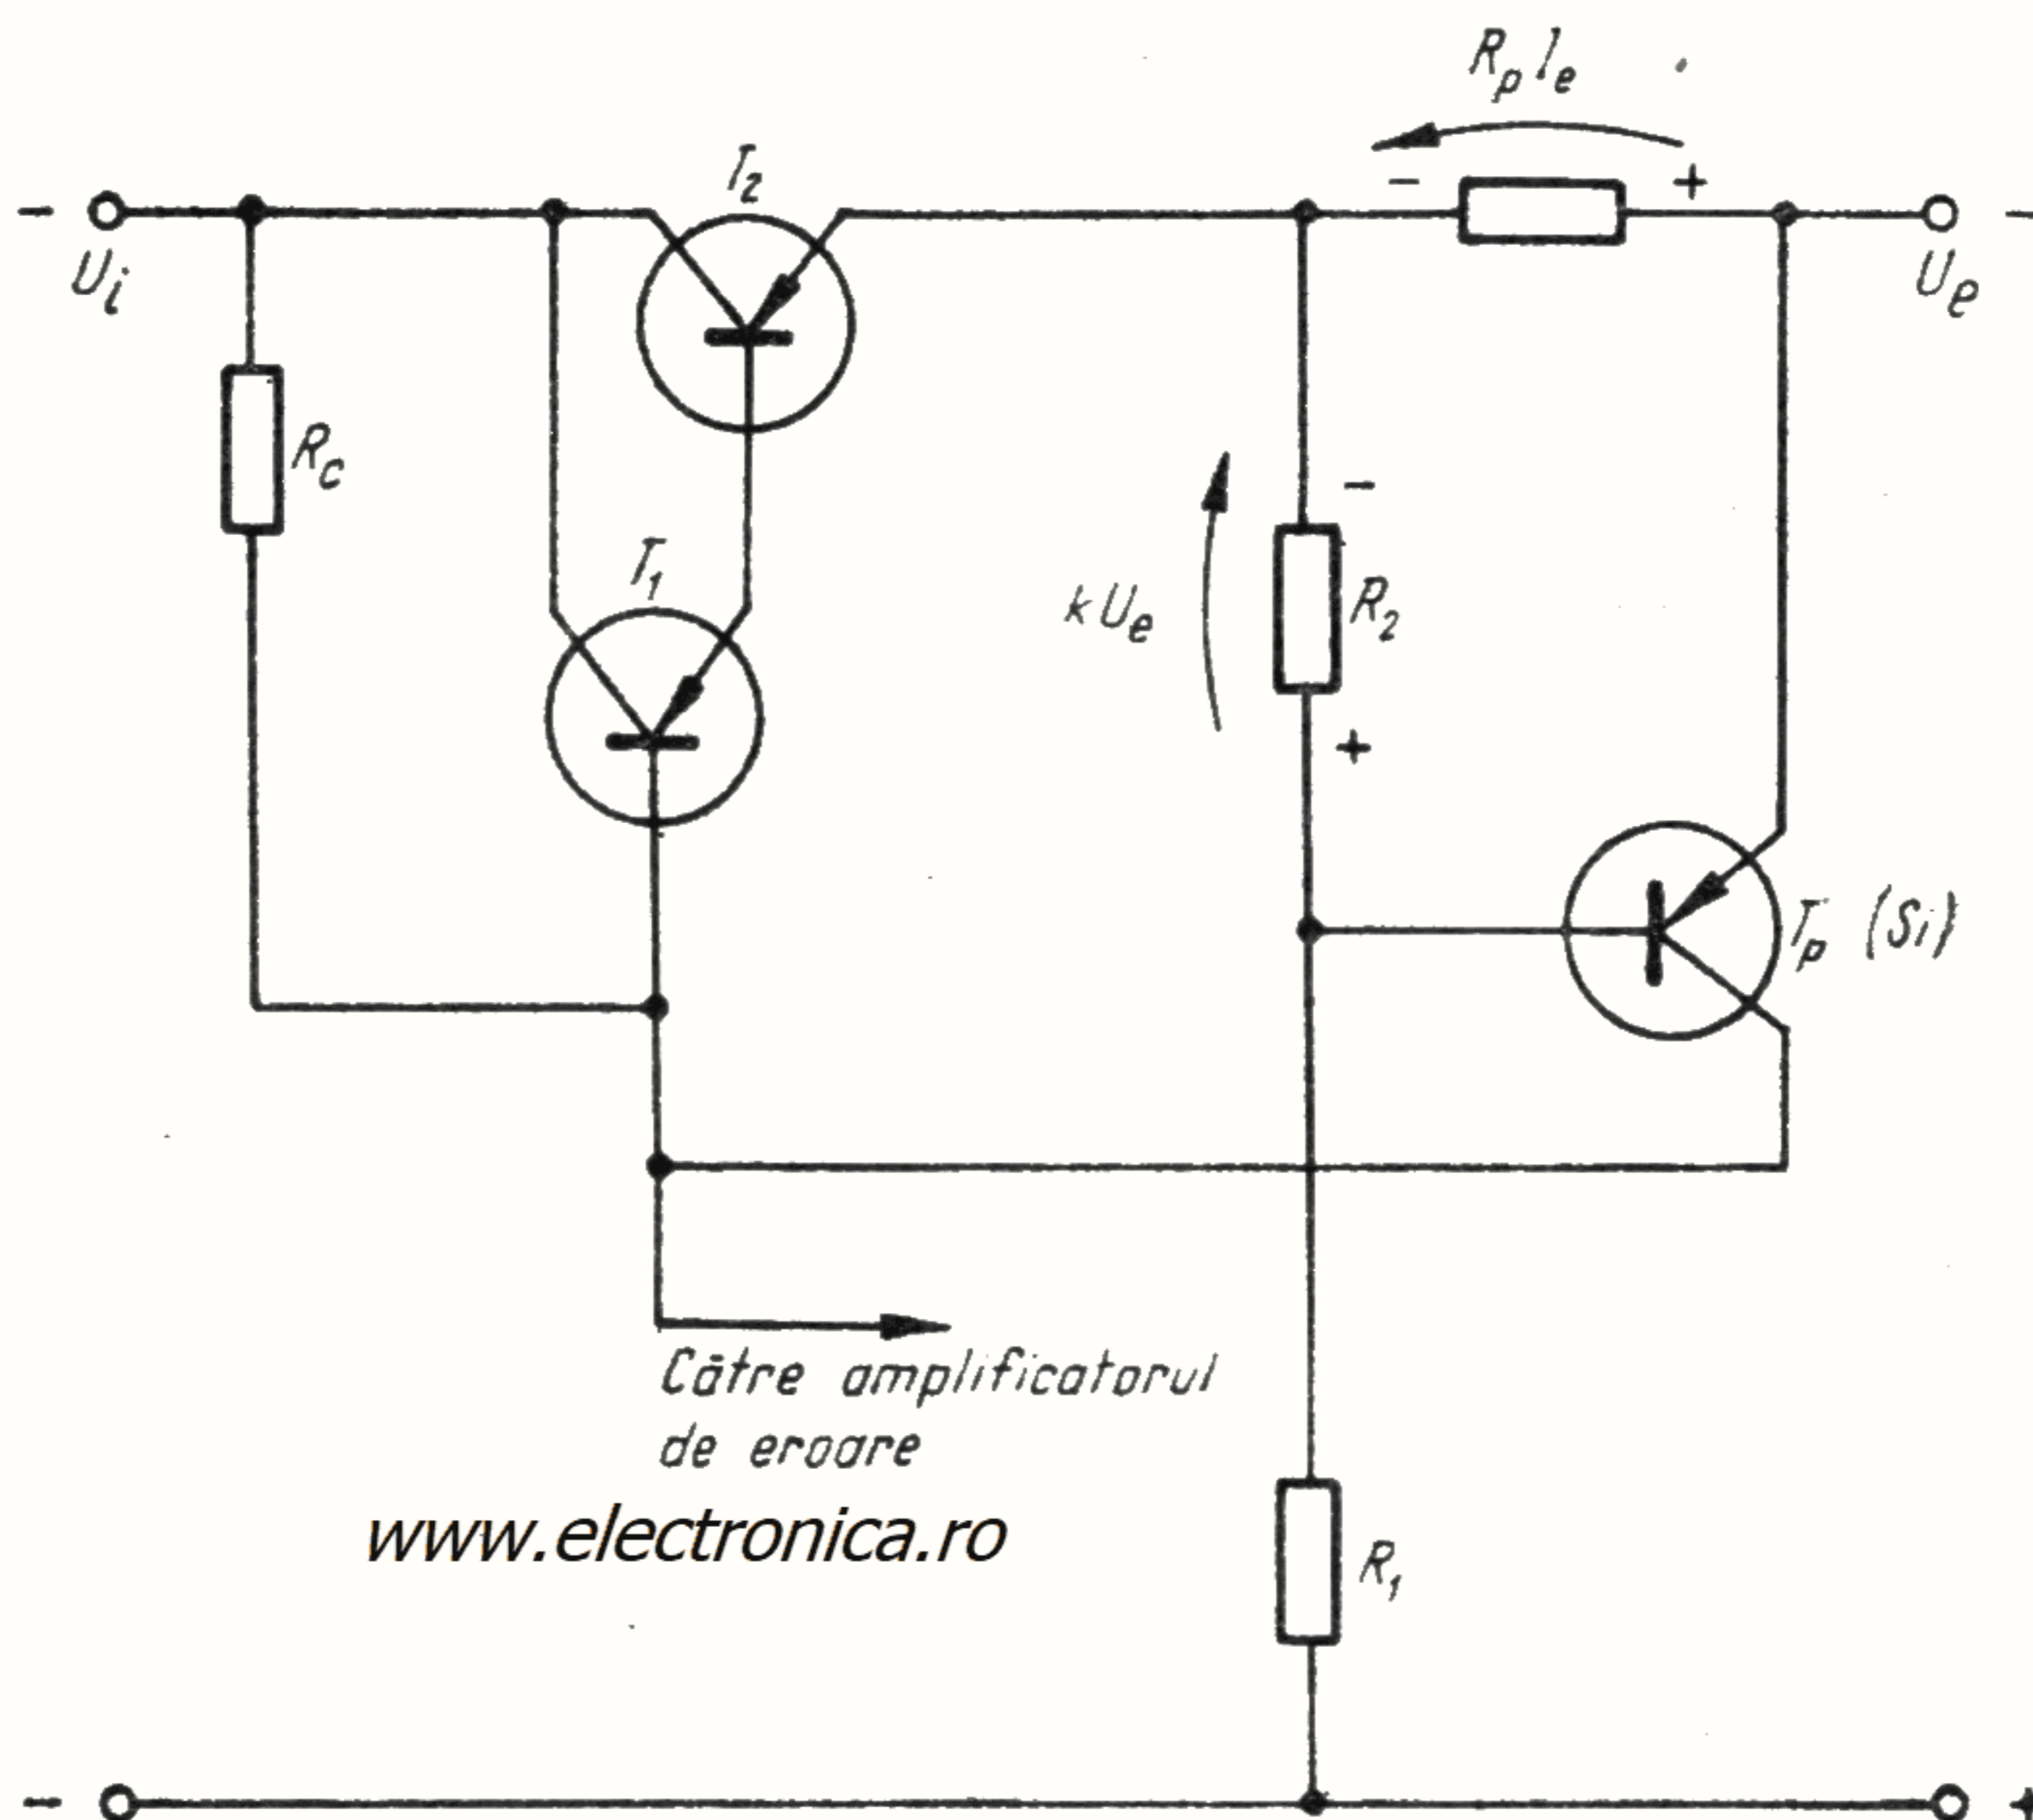 R_p I_e
- +
T_2
- U_i
- U_e
R_c
T_1
-
k U_e
R_2
+
T_p (Si)
Către amplificatorul
de eroare
www.electronica.ro
R_1
- +